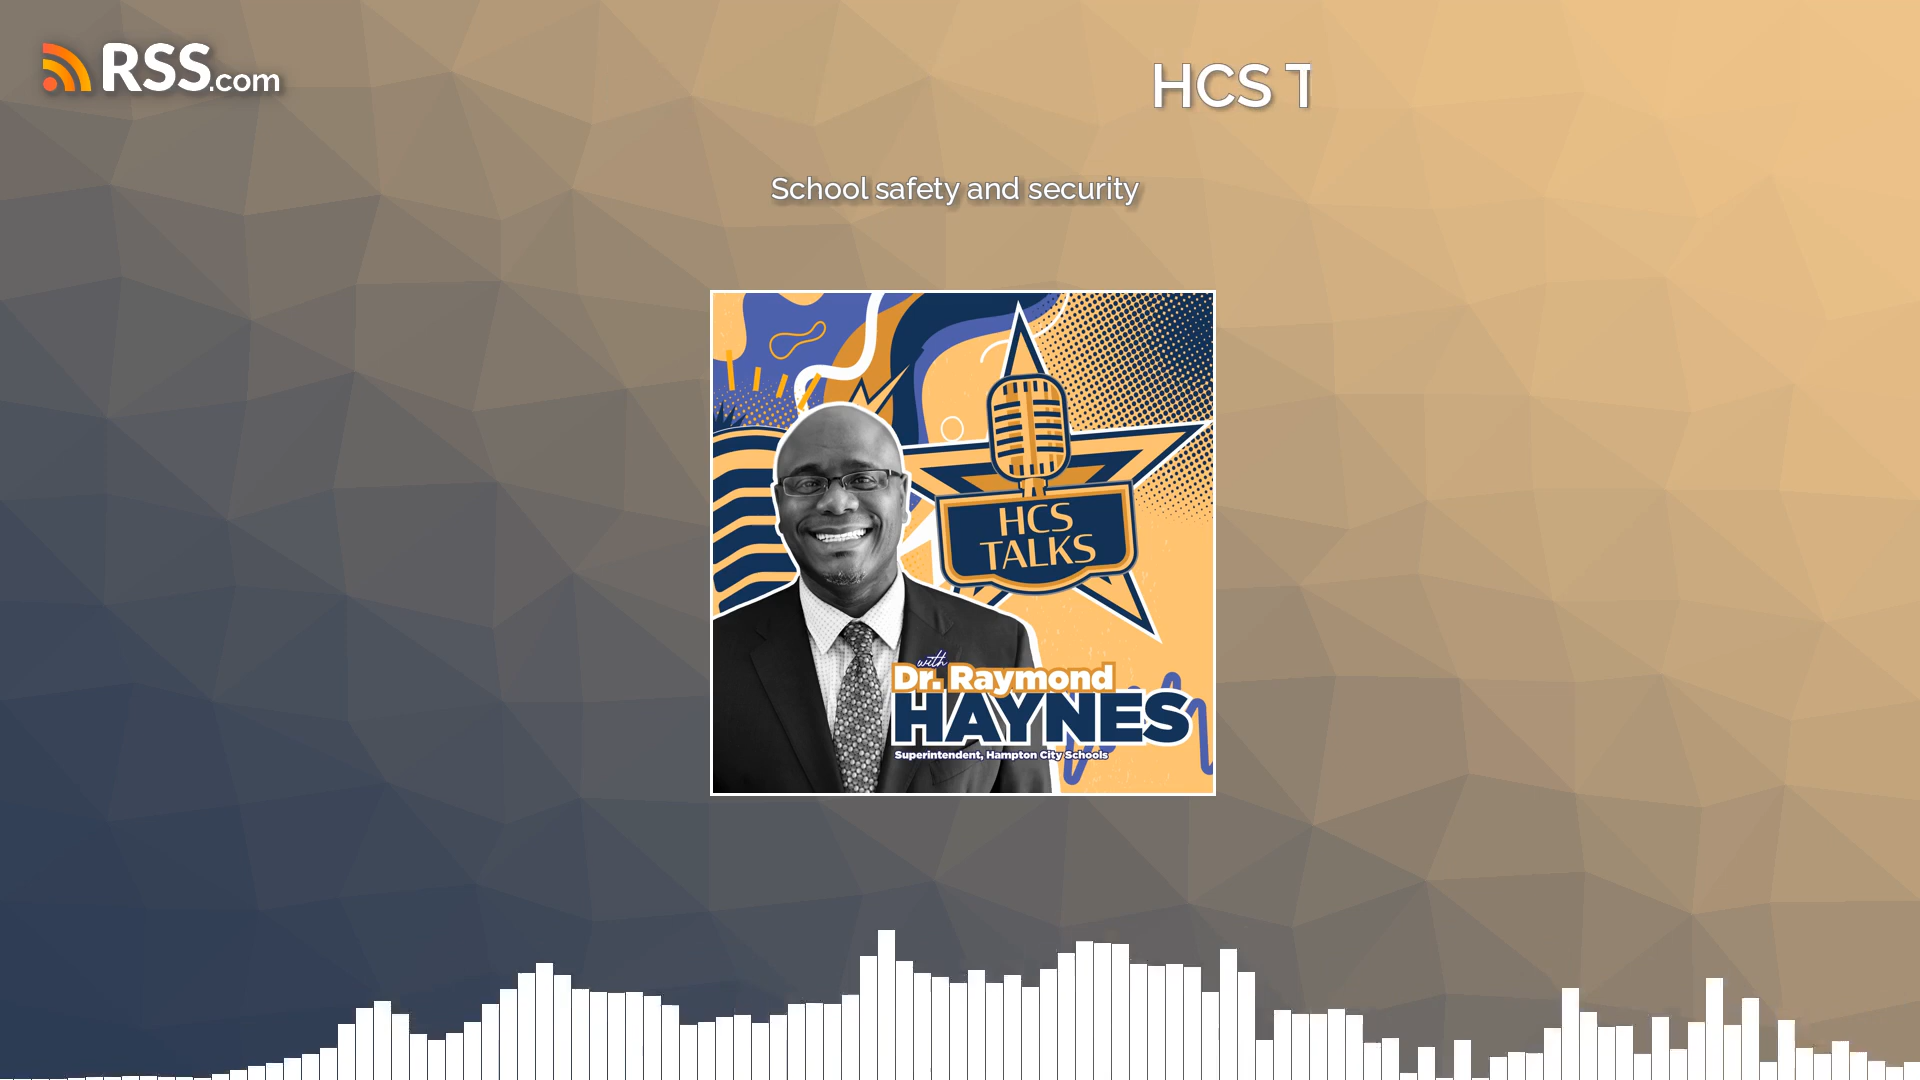 RSS.com
HCS T
School safety and security
HCS
TALKS
with
Dr. Raymond
HAYNES
Superintendent, Hampton City Schools